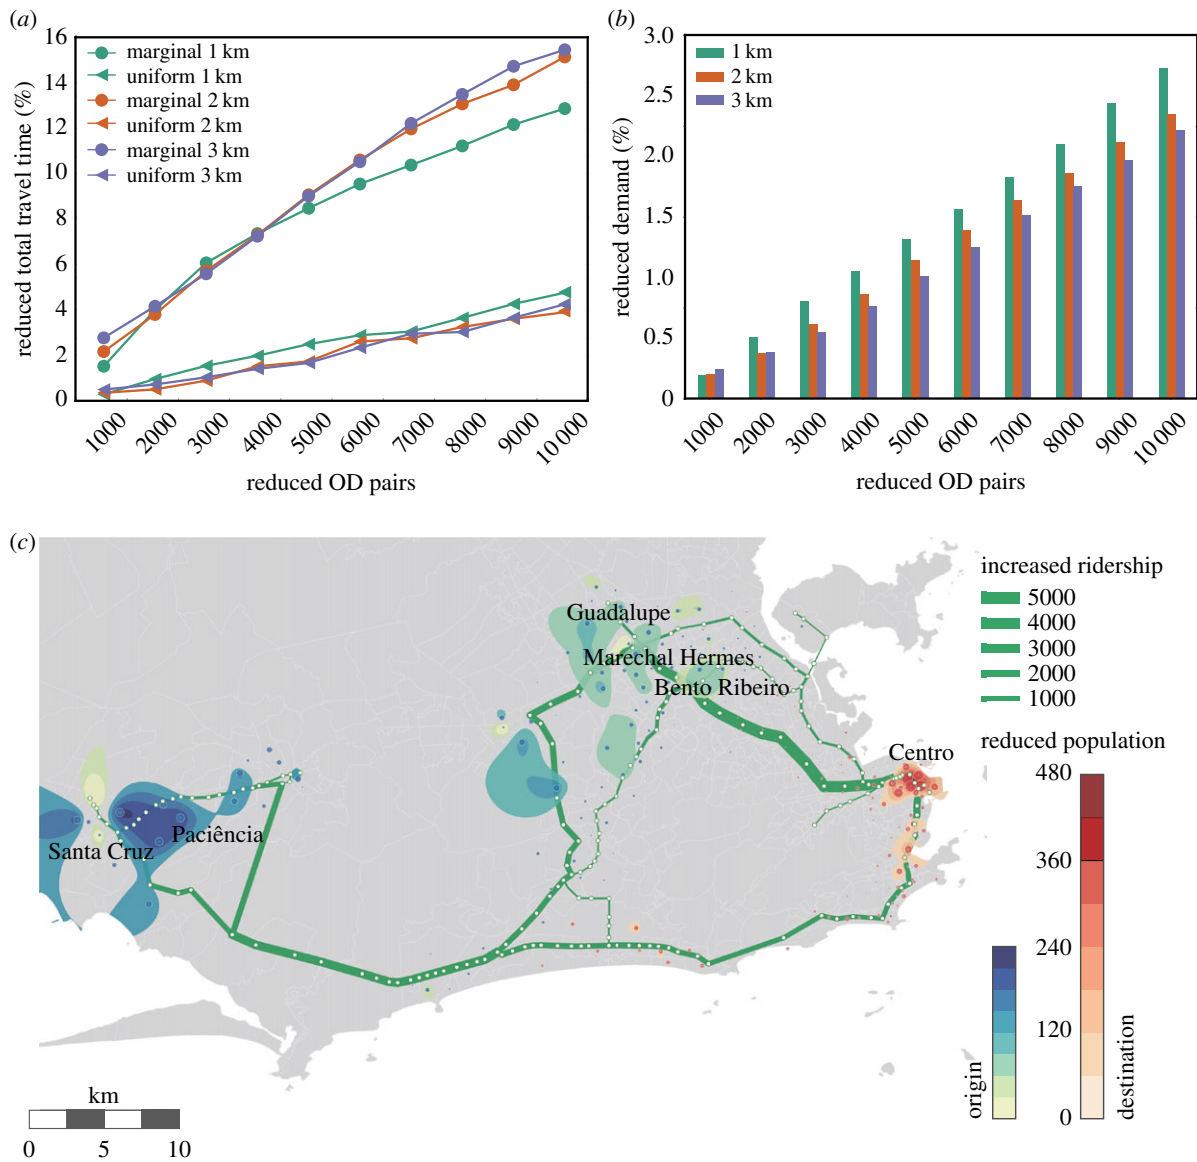 (a)
16
14
12
10
8
6
4
2
0
reduced total travel time (%)
marginal 1 km
uniform 1 km
marginal 2 km
uniform 2 km
marginal 3 km
uniform 3 km
1000
2000
3000
4000
5000
6000
7000
8000
9000
10 000
reduced OD pairs
(b)
3.0
2.5
2.0
1.5
1.0
0.5
0
reduced demand (%)
1 km
2 km
3 km
1000
2000
3000
4000
5000
6000
7000
8000
9000
10 000
reduced OD pairs
(c)
Guadalupe
Marechal Hermes
Bento Ribeiro
Centro
Paciência
Santa Cruz
increased ridership
5000
4000
3000
2000
1000
reduced population
480
360
240
120
0
origin
destination
km
0 5 10